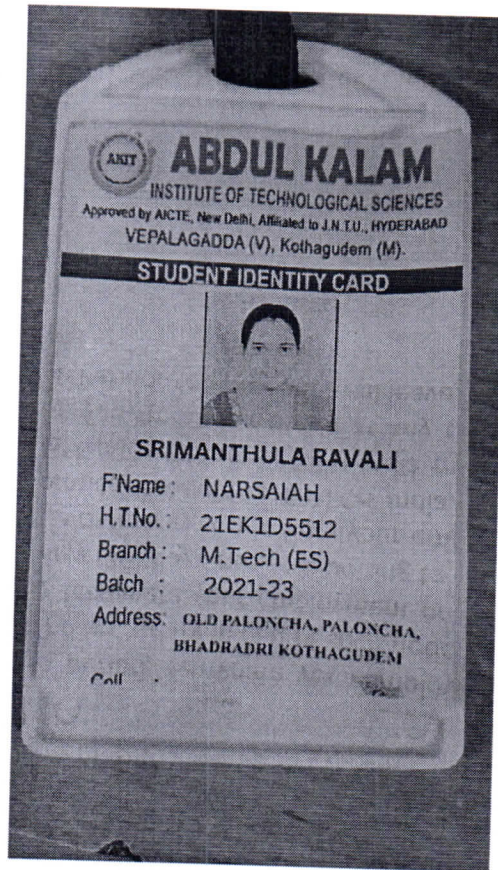 AKIT
ABDUL KALAM
INSTITUTE OF TECHNOLOGICAL SCIENCES
Approved by AICTE, New Delhi, Affiliated to J.N.T.U., HYDERABAD
VEPALAGADDA (V), Kothagudem (M).
STUDENT IDENTITY CARD
SRIMANTHULA RAVALI
F'Name : NARSAIAH
H.T.No. : 21EK1D5512
Branch : M.Tech (ES)
Batch : 2021-23
Address: OLD PALONCHA, PALONCHA,
BHADRADRI KOTHAGUDEM
Cell :